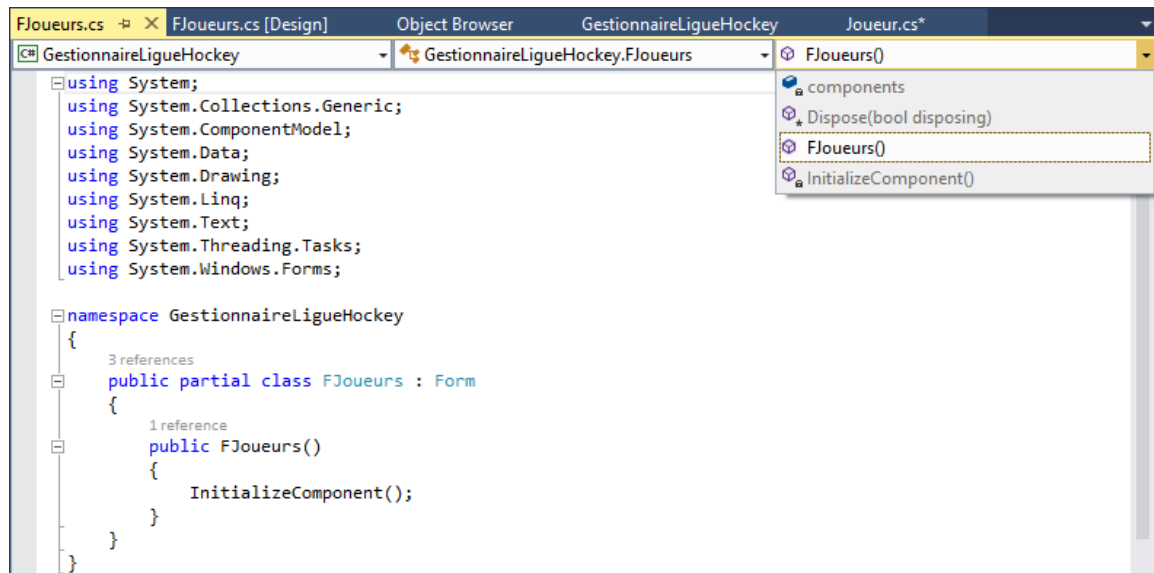 FJoueurs.cs FJoueurs.cs [Design] Object Browser GestionnaireLigueHockey Joueur.cs*
C# GestionnaireLigueHockey GestionnaireLigueHockey.FJoueurs FJoueurs()
components
Dispose(bool disposing)
FJoueurs()
InitializeComponent()
using System;
using System.Collections.Generic;
using System.ComponentModel;
using System.Data;
using System.Drawing;
using System.Linq;
using System.Text;
using System.Threading.Tasks;
using System.Windows.Forms;
namespace GestionnaireLigueHockey
{
3 references
public partial class FJoueurs : Form
{
1 reference
public FJoueurs()
{
InitializeComponent();
}
}
}